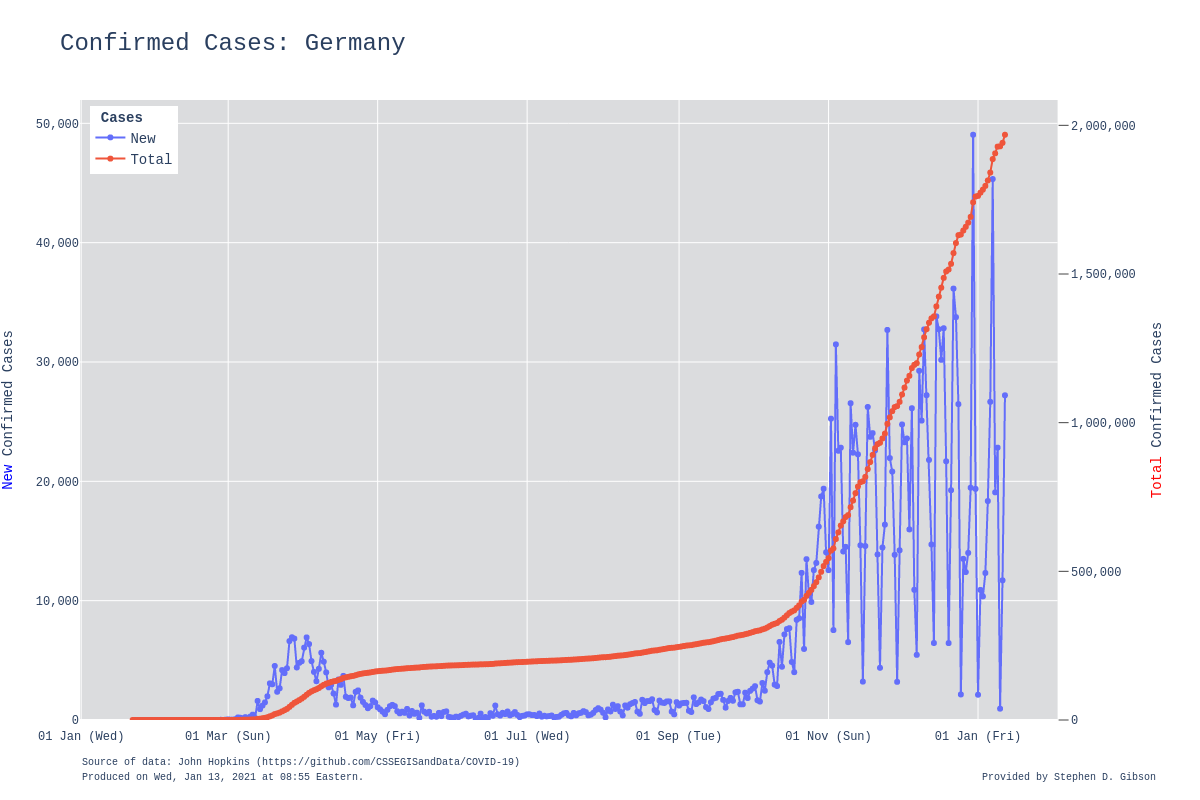 Confirmed Cases: Germany
Cases
New
Total
50,000
40,000
30,000
20,000
10,000
0
2,000,000
1,500,000
1,000,000
500,000
0
New Confirmed Cases
Total Confirmed Cases
01 Jan (Wed)
01 Mar (Sun)
01 May (Fri)
01 Jul (Wed)
01 Sep (Tue)
01 Nov (Sun)
01 Jan (Fri)
Source of data: John Hopkins (https://github.com/CSSEGISandData/COVID-19)
Produced on Wed, Jan 13, 2021 at 08:55 Eastern.
Provided by Stephen D. Gibson